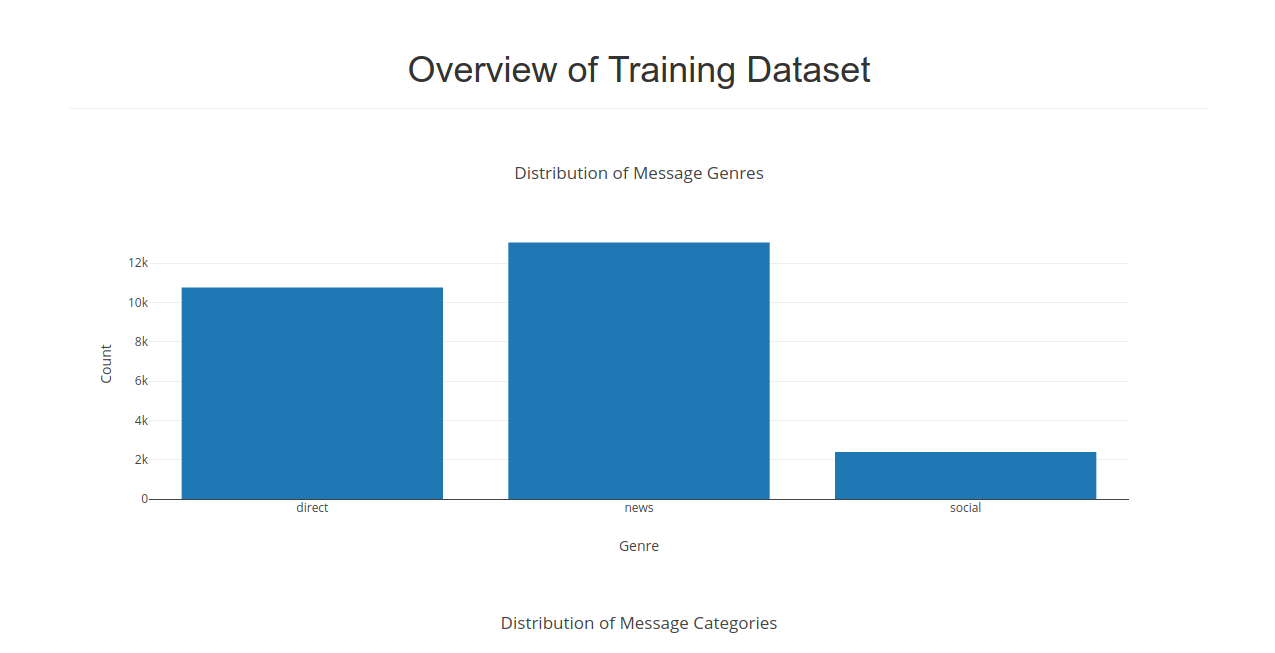 Overview of Training Dataset
Distribution of Message Genres
12k
10k
8k
6k
4k
2k
0
Count
direct news social
Genre
Distribution of Message Categories